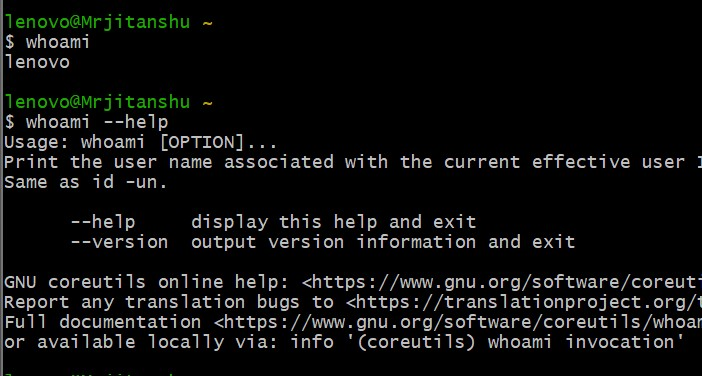 lenovo@Mrjitanshu ~
$ whoami
lenovo
lenovo@Mrjitanshu ~
$ whoami --help
Usage: whoami [OPTION]...
Print the user name associated with the current effective user I
Same as id -un.
--help display this help and exit
--version output version information and exit
GNU coreutils online help: <https://www.gnu.org/software/coreuti
Report any translation bugs to <https://translationproject.org/t
Full documentation <https://www.gnu.org/software/coreutils/whoam
or available locally via: info '(coreutils) whoami invocation'
lenovo@Mrjitanshu ~